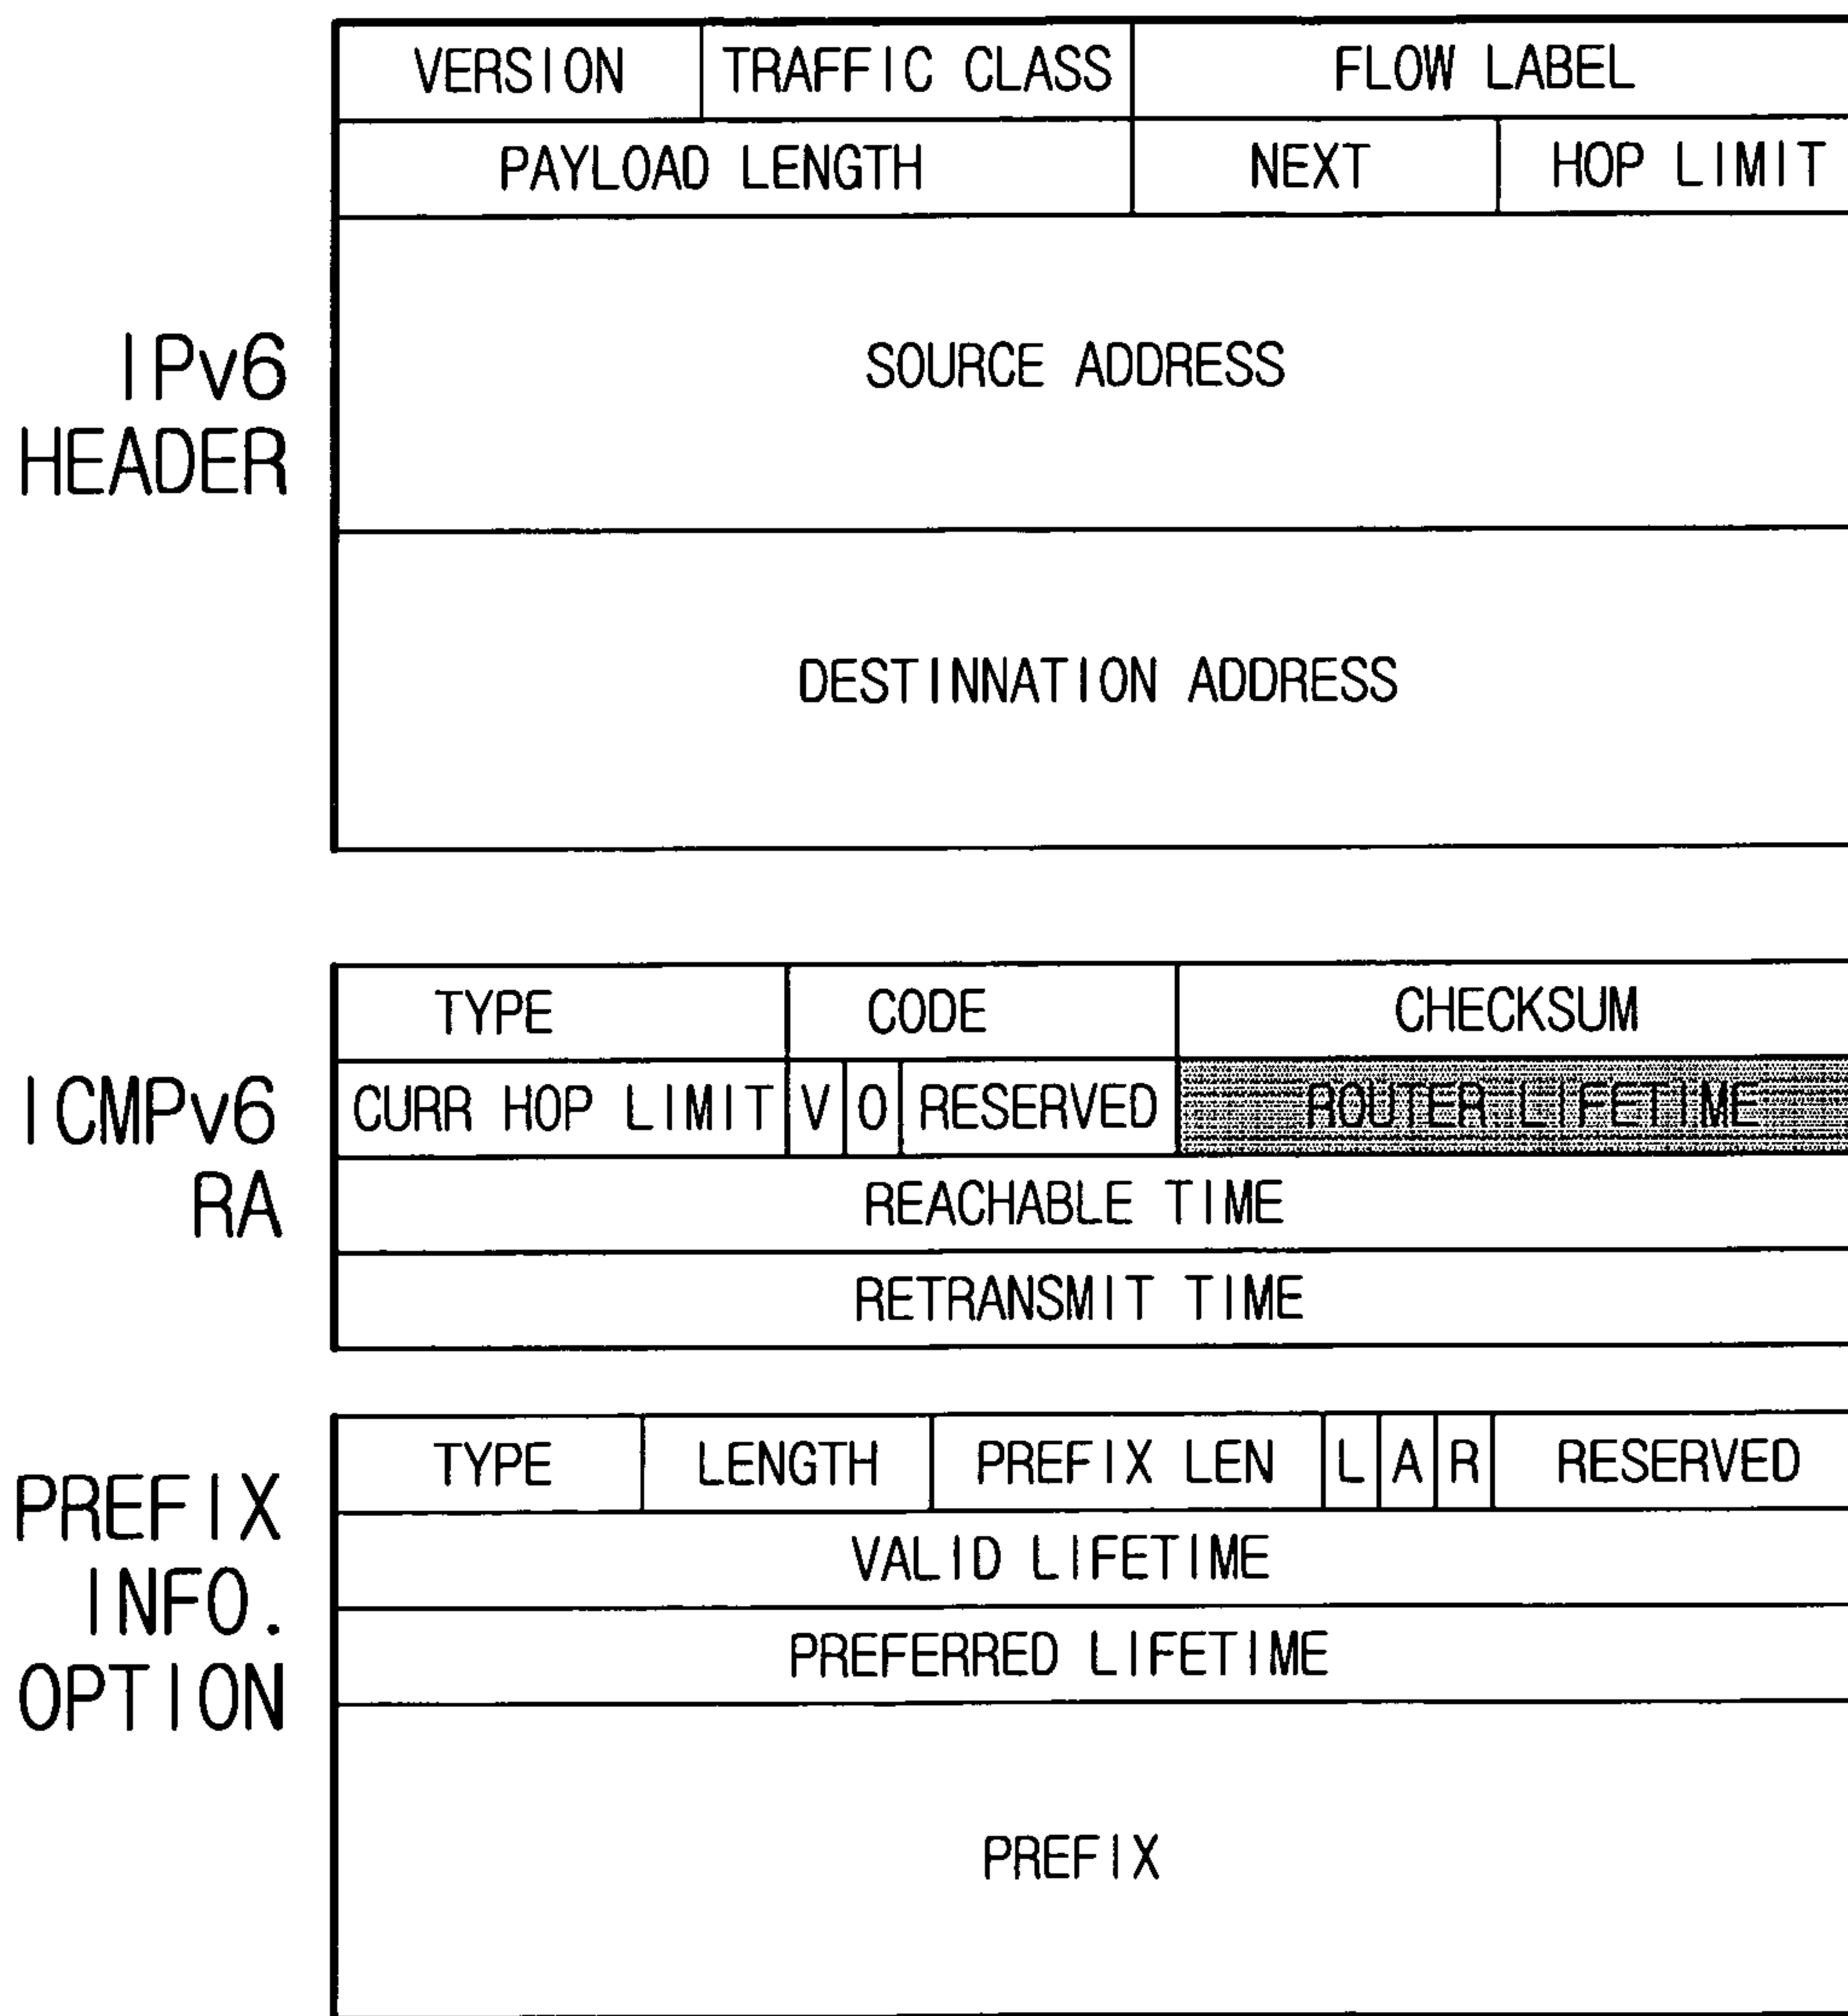 VERSION TRAFFIC CLASS FLOW LABEL
PAYLOAD LENGTH NEXT HOP LIMIT
IPv6
HEADER
SOURCE ADDRESS
DESTINNATION ADDRESS
TYPE CODE CHECKSUM
ICMPv6
RA
CURR HOP LIMIT V O RESERVED ROUTER LIFETIME
REACHABLE TIME
RETRANSMIT TIME
TYPE LENGTH PREFIX LEN L A R RESERVED
PREFIX
INFO.
OPTION
VALID LIFETIME
PREFERRED LIFETIME
PREFIX